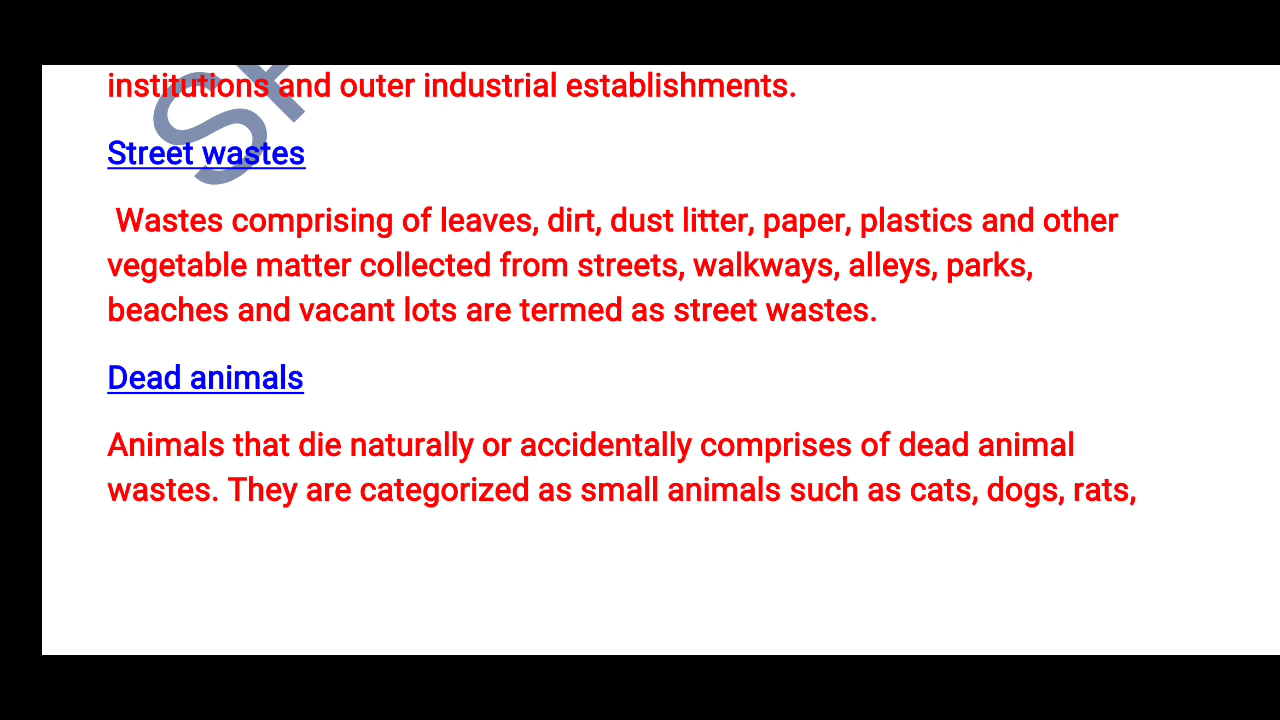 institutions and outer industrial establishments.
Street wastes
Wastes comprising of leaves, dirt, dust litter, paper, plastics and other
vegetable matter collected from streets, walkways, alleys, parks,
beaches and vacant lots are termed as street wastes.
Dead animals
Animals that die naturally or accidentally comprises of dead animal
wastes. They are categorized as small animals such as cats, dogs, rats,